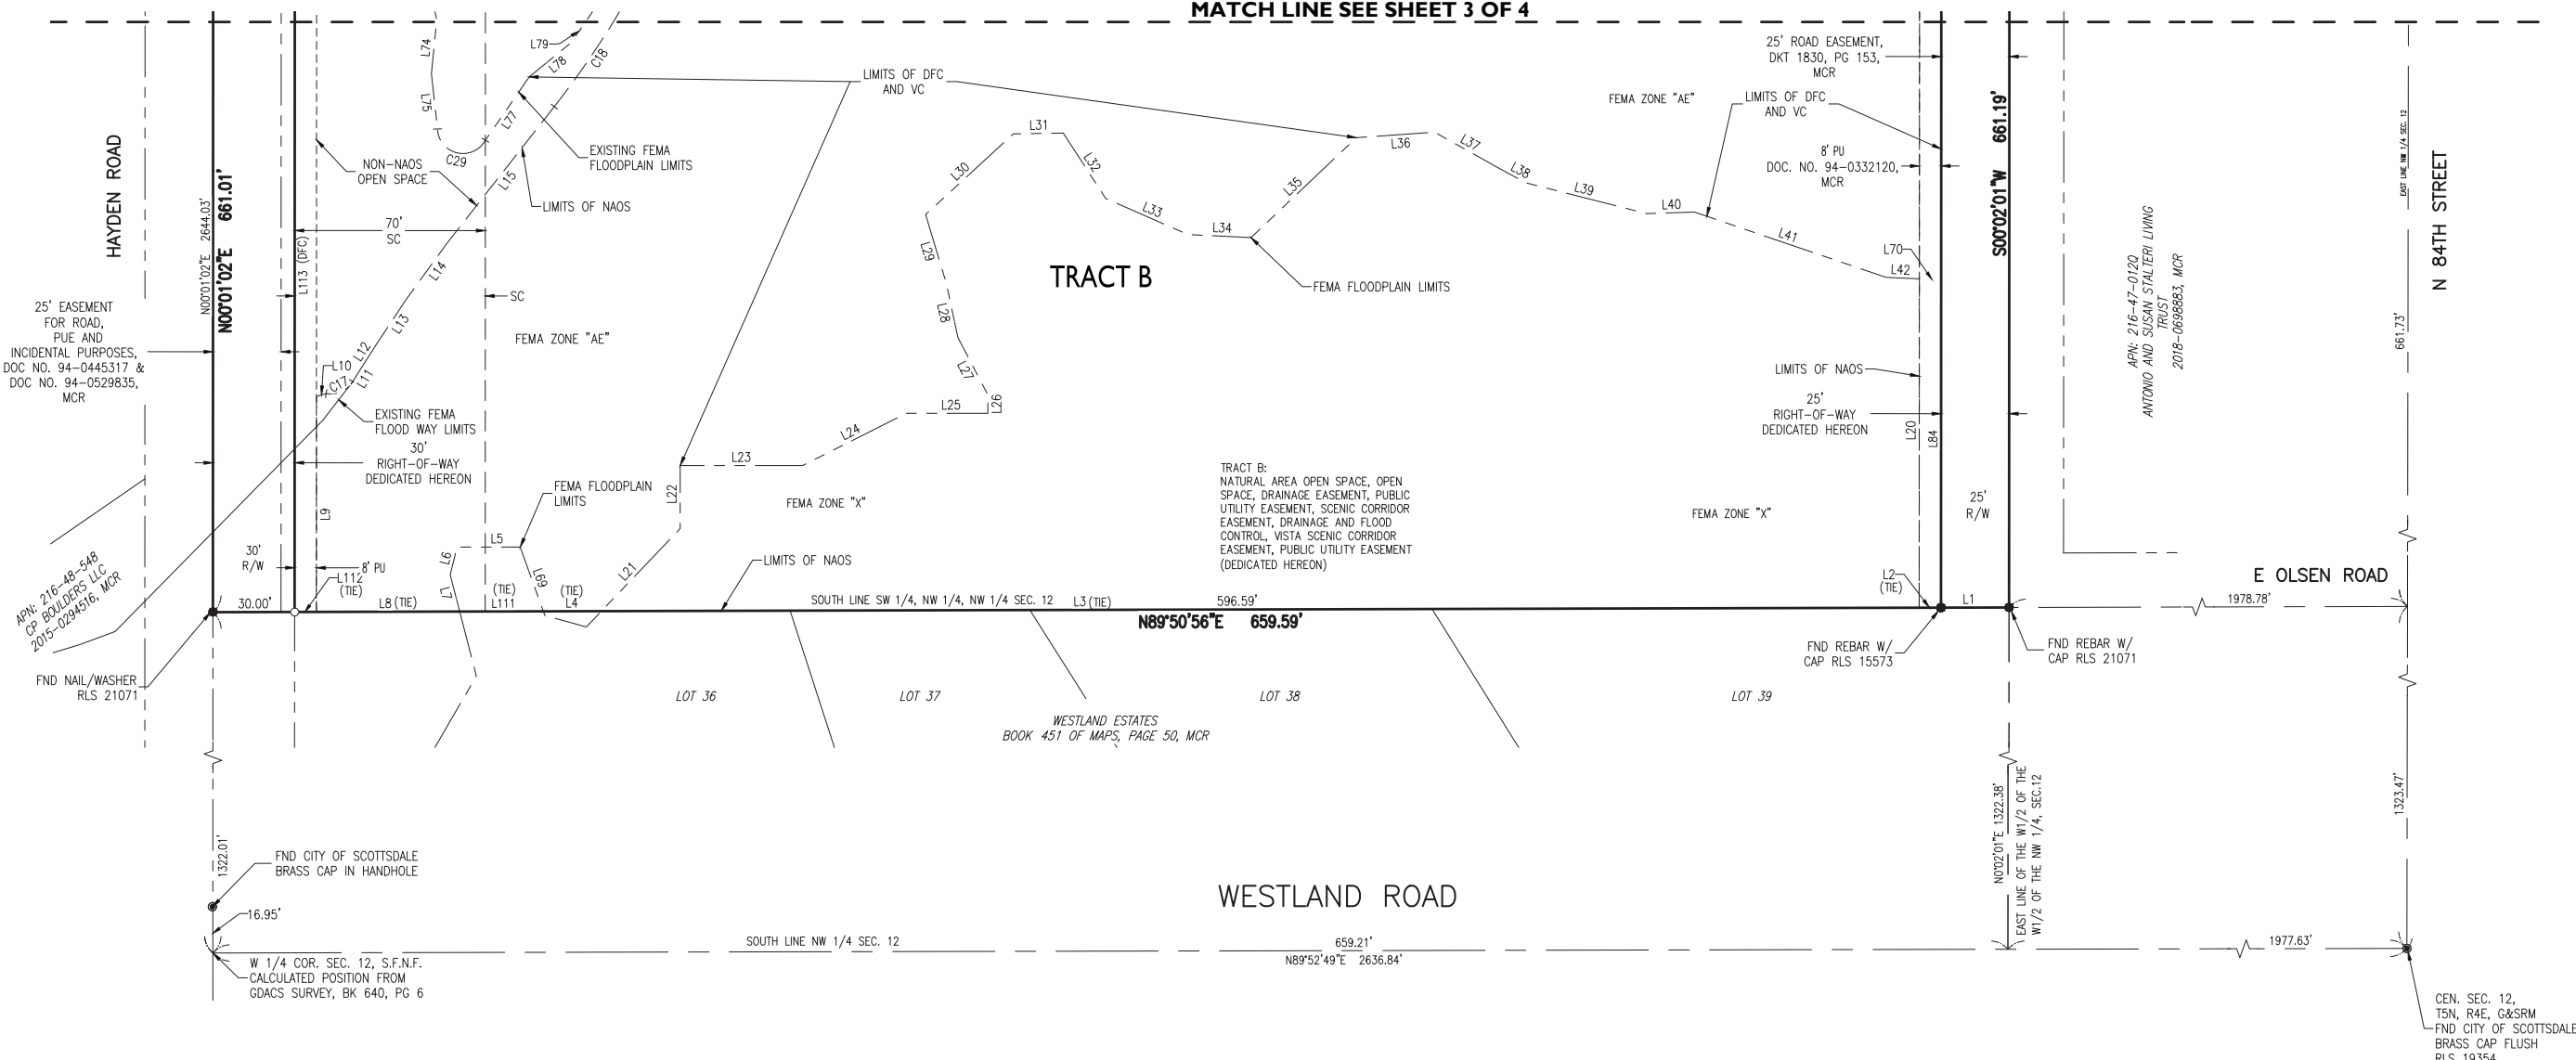 MATCH LINE SEE SHEET 3 OF 4
HAYDEN ROAD
N00°01'02"E 2644.03'
N00°01'02"E 661.01'
25' EASEMENT
FOR ROAD,
PUE AND
INCIDENTAL PURPOSES,
DOC NO. 94-0445317 &
DOC NO. 94-0529835,
MCR
APN: 216-48-548
CP BOULDERS LLC
2015-0294516, MCR
FND NAIL/WASHER
RLS 21071
L113 (DFC)
NON-NAOS
OPEN SPACE
70'
SC
SC
L74
L75
C29
L79
L78
L77
C18
L15
L14
L13
L12
L11
L10
C17
L9
EXISTING FEMA
FLOODPLAIN LIMITS
LIMITS OF NAOS
FEMA ZONE "AE"
EXISTING FEMA
FLOOD WAY LIMITS
30'
RIGHT-OF-WAY
DEDICATED HEREON
30'
R/W
8' PU
L112
(TIE)
30.00'
L8 (TIE)
(TIE)
L111
(TIE)
L4
L5
L6
L7
L69
L21
FEMA FLOODPLAIN
LIMITS
LIMITS OF DFC
AND VC
L22
L23
L24
L25
L26
L27
L28
L29
L30
L31
L32
L33
L34
L35
L36
L37
L38
L39
L40
L41
L42
L70
TRACT B
FEMA FLOODPLAIN LIMITS
FEMA ZONE "X"
LIMITS OF NAOS
TRACT B:
NATURAL AREA OPEN SPACE, OPEN
SPACE, DRAINAGE EASEMENT, PUBLIC
UTILITY EASEMENT, SCENIC CORRIDOR
EASEMENT, DRAINAGE AND FLOOD
CONTROL, VISTA SCENIC CORRIDOR
EASEMENT, PUBLIC UTILITY EASEMENT
(DEDICATED HEREON)
SOUTH LINE SW 1/4, NW 1/4, NW 1/4 SEC. 12
L3 (TIE)
596.59'
N89°50'56"E 659.59'
25' ROAD EASEMENT,
DKT 1830, PG 153,
MCR
FEMA ZONE "AE"
LIMITS OF DFC
AND VC
8' PU
DOC. NO. 94-0332120,
MCR
S00°02'01"W 661.19'
LIMITS OF NAOS
25'
RIGHT-OF-WAY
DEDICATED HEREON
L20
L84
FEMA ZONE "X"
25'
R/W
L2
(TIE)
L1
FND REBAR W/
CAP RLS 15573
FND REBAR W/
CAP RLS 21071
APN: 216-47-012Q
ANTONIO AND SUSAN STALTERI LIVING
TRUST
2018-0698883, MCR
EAST LINE NW 1/4 SEC. 12
N 84TH STREET
661.73'
E OLSEN ROAD
1978.78'
LOT 36
LOT 37
LOT 38
LOT 39
WESTLAND ESTATES
BOOK 451 OF MAPS, PAGE 50, MCR
1322.01'
FND CITY OF SCOTTSDALE
BRASS CAP IN HANDHOLE
16.95'
W 1/4 COR. SEC. 12, S.F.N.F.
CALCULATED POSITION FROM
GDACS SURVEY, BK 640, PG 6
SOUTH LINE NW 1/4 SEC. 12
WESTLAND ROAD
659.21'
N89°52'49"E 2636.84'
N0°02'01"E 1322.38'
EAST LINE OF THE W1/2 OF THE
W1/2 OF THE NW 1/4, SEC.12
1323.47'
1977.63'
CEN. SEC. 12,
T5N, R4E, G&SRM
FND CITY OF SCOTTSDALE
BRASS CAP FLUSH
RLS 19354